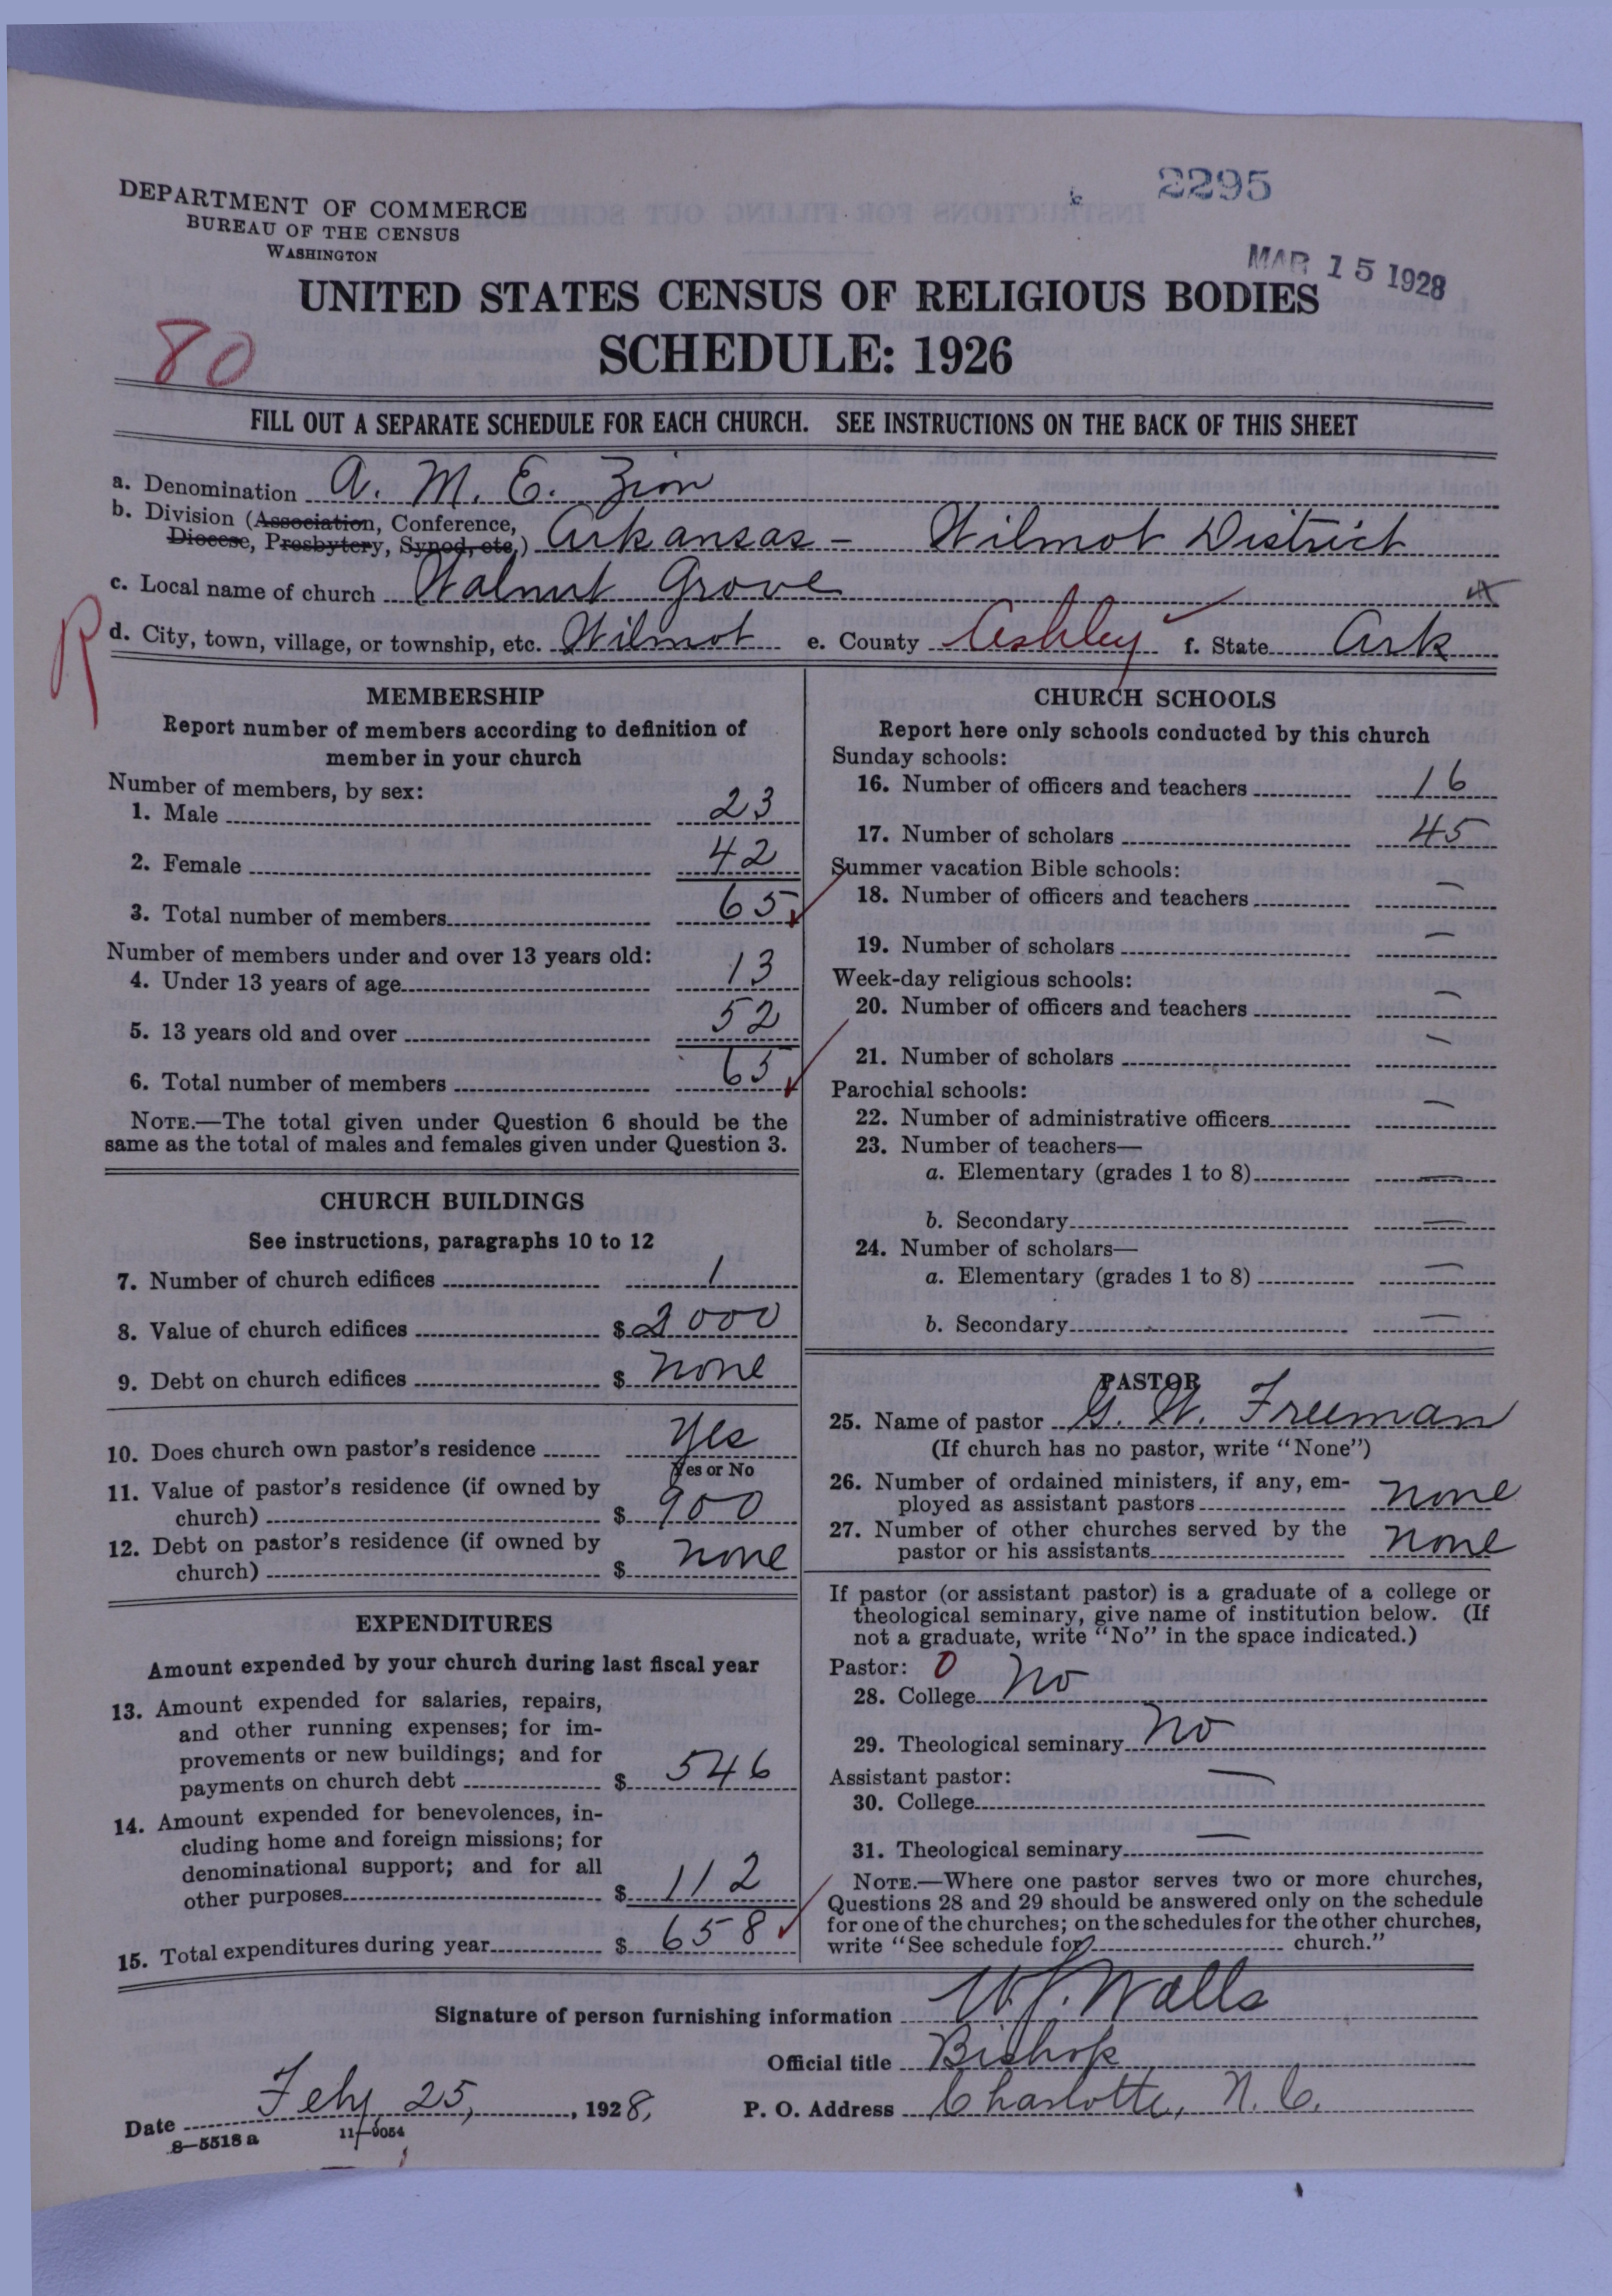 2295
MAR 15 1928
DEPARTMENT OF COMMERCE
BUREAU OF THE CENSUS
WASHINGTON
UNITED STATES CENSUS OF RELIGIOUS BODIES
80
SCHEDULE: 1926
FILL OUT A SEPARATE SCHEDULE FOR EACH CHURCH. SEE INSTRUCTIONS ON THE BACK OF THIS SHEET
a. Denomination A. M. E. Zion
b. Division (Association, Conference,
Diocese, Presbytery, Synod, etc.) Arkansas - Wilmot District
c. Local name of church Walnut Grove
R
d. City, town, village, or township, etc. Wilmot e. County Ashley f. State Ark
MEMBERSHIP
Report number of members according to definition of
member in your church
Number of members, by sex:
1. Male 23
2. Female 42
3. Total number of members 65
Number of members under and over 13 years old:
4. Under 13 years of age 13
5. 13 years old and over 52
6. Total number of members 65
NOTE.—The total given under Question 6 should be the
same as the total of males and females given under Question 3.
CHURCH BUILDINGS
See instructions, paragraphs 10 to 12
7. Number of church edifices 1
8. Value of church edifices $ 2000
9. Debt on church edifices $ none
10. Does church own pastor's residence Yes
Yes or No
11. Value of pastor's residence (if owned by
church) $ 900
12. Debt on pastor's residence (if owned by
church) $ none
EXPENDITURES
Amount expended by your church during last fiscal year
13. Amount expended for salaries, repairs,
and other running expenses; for im-
provements or new buildings; and for
payments on church debt $ 546
14. Amount expended for benevolences, in-
cluding home and foreign missions; for
denominational support; and for all
other purposes $ 112
15. Total expenditures during year $ 658
CHURCH SCHOOLS
Report here only schools conducted by this church
Sunday schools:
16. Number of officers and teachers 16
17. Number of scholars 45
Summer vacation Bible schools:
18. Number of officers and teachers —
19. Number of scholars —
Week-day religious schools:
20. Number of officers and teachers —
21. Number of scholars —
Parochial schools:
22. Number of administrative officers —
23. Number of teachers—
a. Elementary (grades 1 to 8) —
b. Secondary —
24. Number of scholars—
a. Elementary (grades 1 to 8) —
b. Secondary —
PASTOR
25. Name of pastor G. W. Freeman
(If church has no pastor, write "None")
26. Number of ordained ministers, if any, em-
ployed as assistant pastors none
27. Number of other churches served by the
pastor or his assistants none
If pastor (or assistant pastor) is a graduate of a college or
theological seminary, give name of institution below. (If
not a graduate, write "No" in the space indicated.)
Pastor: 0
28. College No
29. Theological seminary No
Assistant pastor:
30. College —
31. Theological seminary —
NOTE.—Where one pastor serves two or more churches,
Questions 28 and 29 should be answered only on the schedule
for one of the churches; on the schedules for the other churches,
write "See schedule for church."
Signature of person furnishing information W. J. Walls
Official title Bishop
Date Feby 25, 1928, P. O. Address Charlotte, N. C.
8—5518 a 11—9054